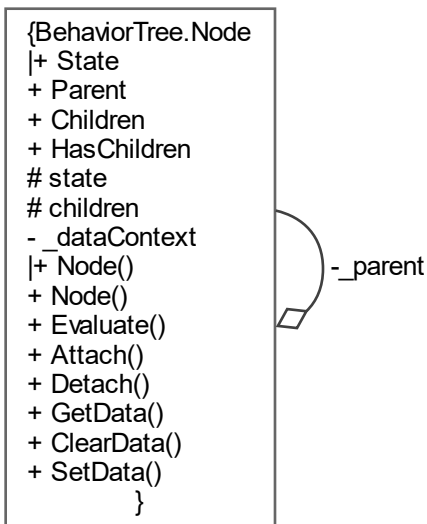 {BehaviorTree.Node
|+ State
+ Parent
+ Children
+ HasChildren
# state
# children
- _dataContext
|+ Node()
+ Node()
+ Evaluate()
+ Attach()
+ Detach()
+ GetData()
+ ClearData()
+ SetData()
}
-_parent